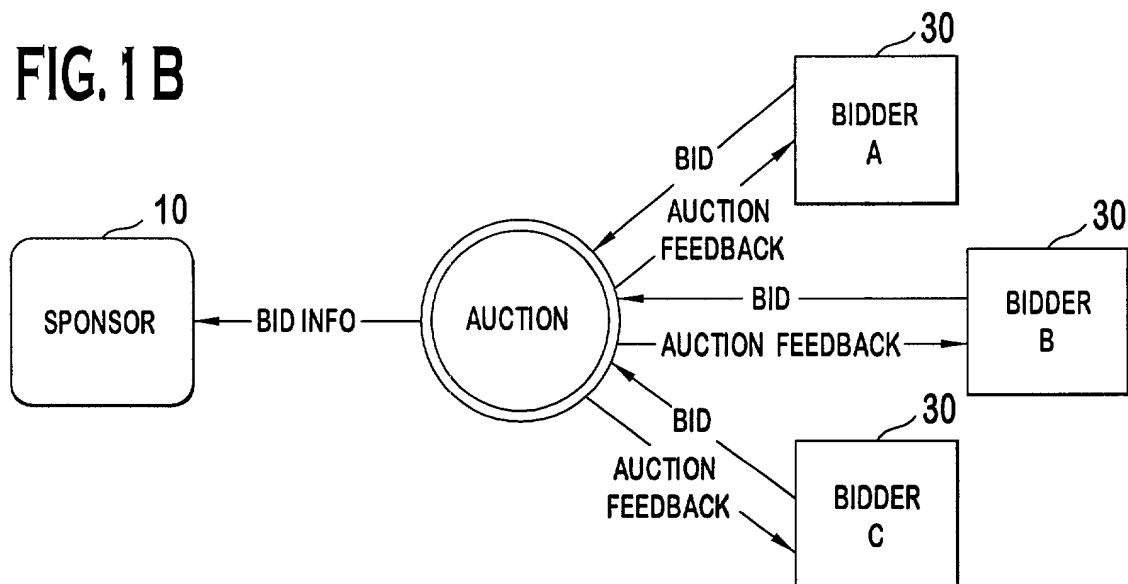 FIG. 1 B
30
BIDDER
A
BID
AUCTION
FEEDBACK
10
SPONSOR
BID INFO
AUCTION
30
BID
BIDDER
B
AUCTION FEEDBACK
30
BID
AUCTION
FEEDBACK
BIDDER
C